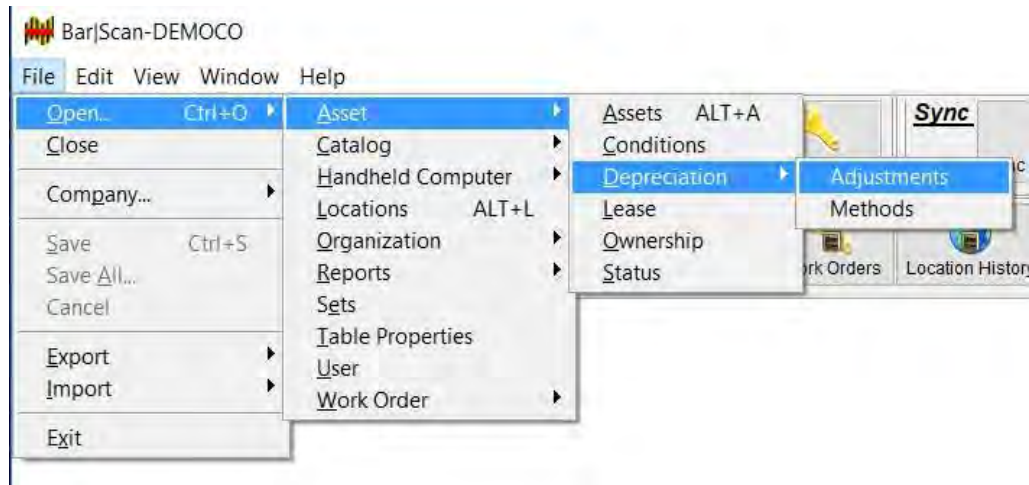 Bar|Scan-DEMOCO
File Edit View Window Help
Open... Ctrl+O
Close
Company...
Save Ctrl+S
Save All...
Cancel
Export
Import
Exit
Asset
Catalog
Handheld Computer
Locations ALT+L
Organization
Reports
Sets
Table Properties
User
Work Order
Assets ALT+A
Conditions
Depreciation
Lease
Ownership
Status
Adjustments
Methods
Sync
Orders
Location History